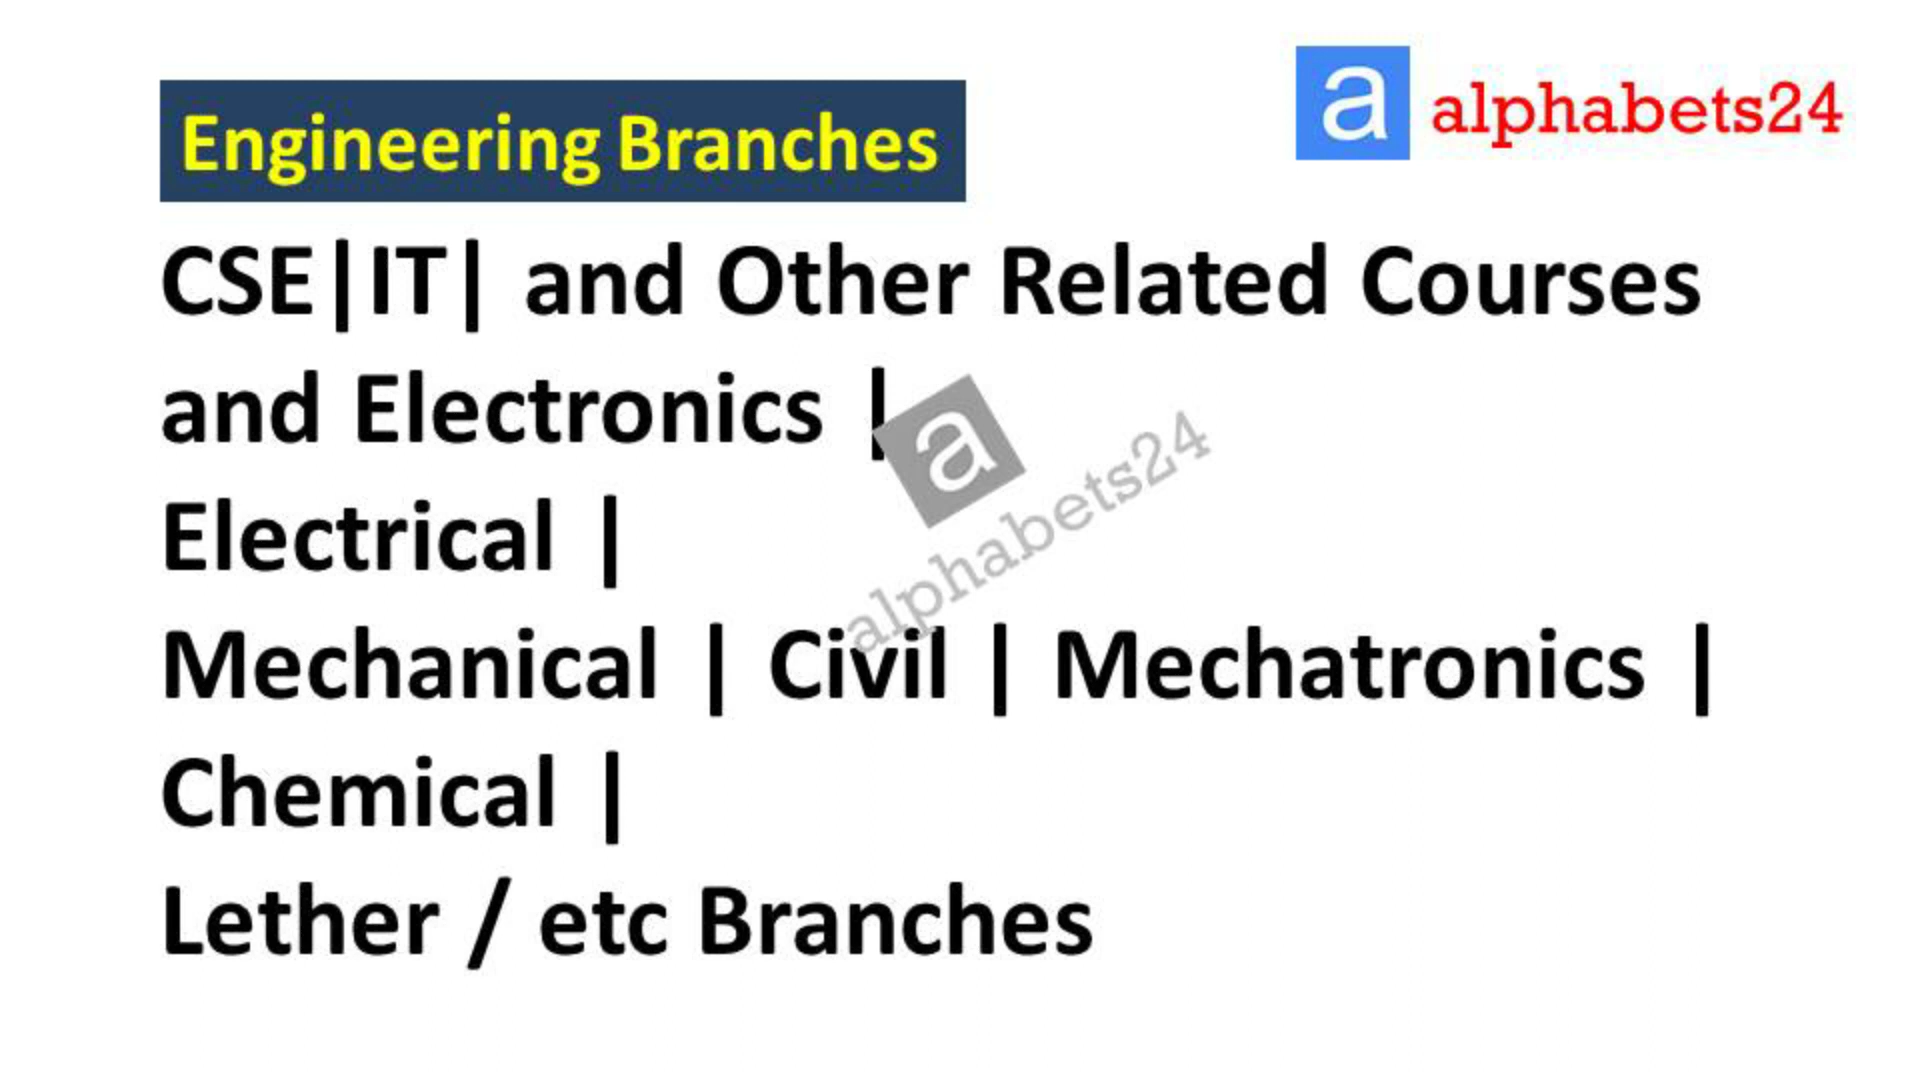 Engineering Branches
a alphabets24
CSE|IT| and Other Related Courses
and Electronics |
Electrical |
Mechanical | Civil | Mechatronics |
Chemical |
Lether / etc Branches
a
alphabets24